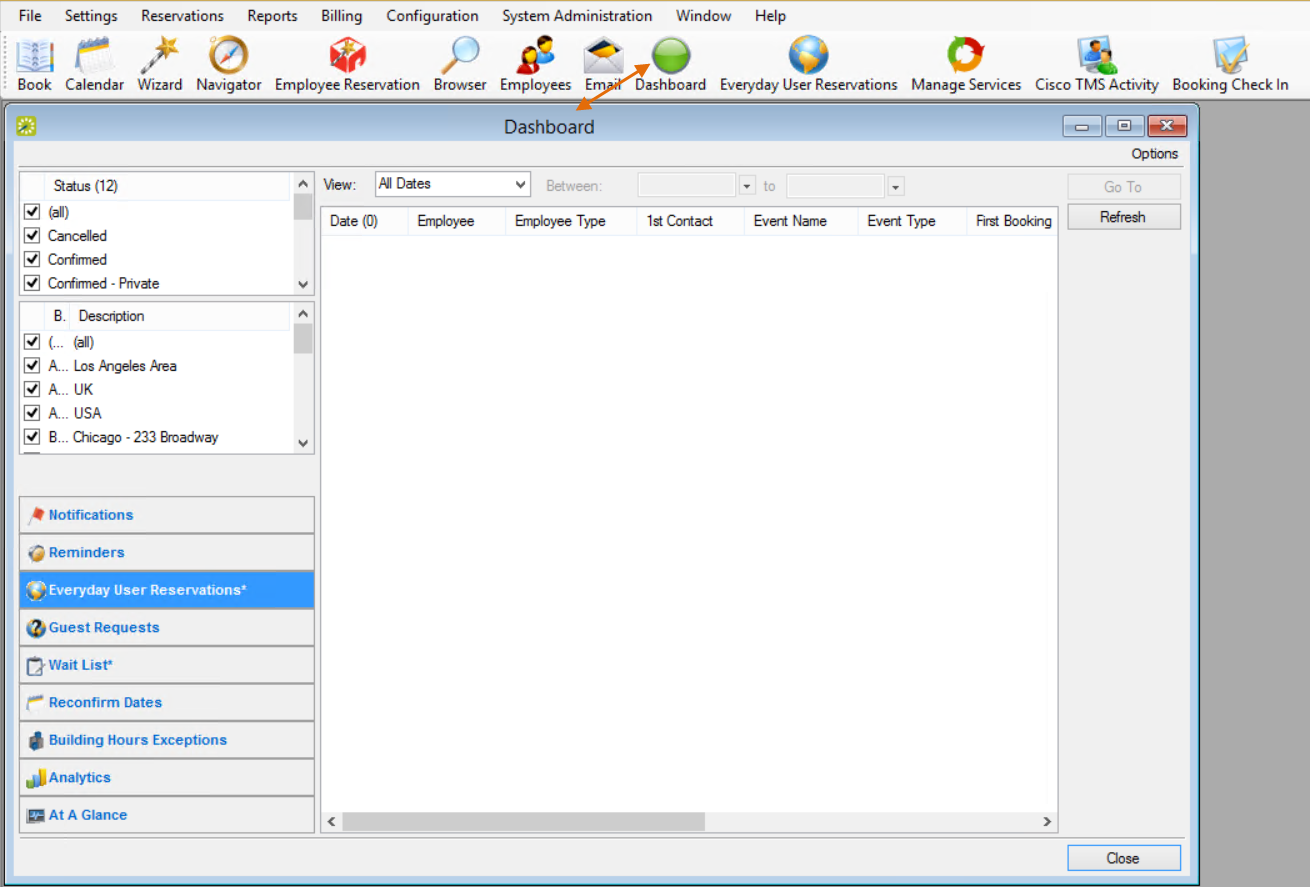 File Settings Reservations Reports Billing Configuration System Administration Window Help
Book Calendar Wizard Navigator Employee Reservation Browser Employees Email Dashboard Everyday User Reservations Manage Services Cisco TMS Activity Booking Check In
Dashboard
Options
Status (12)
(all)
Cancelled
Confirmed
Confirmed - Private
B. Description
(... (all)
A... Los Angeles Area
A... UK
A... USA
B... Chicago - 233 Broadway
Notifications
Reminders
Everyday User Reservations*
Guest Requests
Wait List*
Reconfirm Dates
Building Hours Exceptions
Analytics
At A Glance
View: All Dates Between: to
Date (0) Employee Employee Type 1st Contact Event Name Event Type First Booking
Go To
Refresh
Close